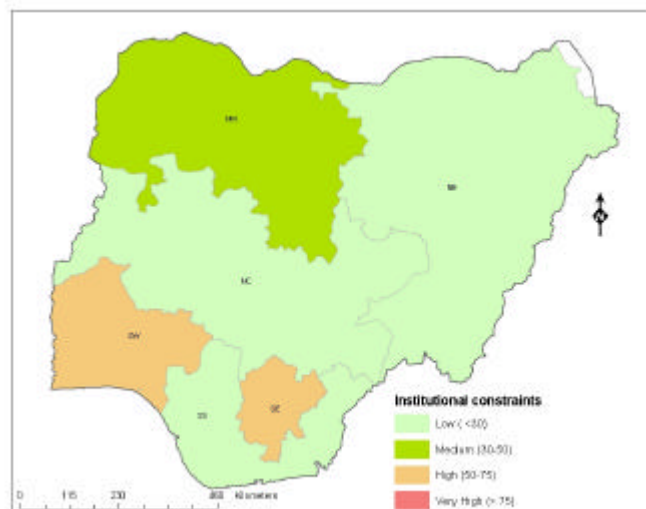 NE
NC
SW
SS
SE
Institutional constraints
Low ( <30)
Medium (30-50)
High (50-75)
Very High (> 75)
0 115 230 460 kilometers